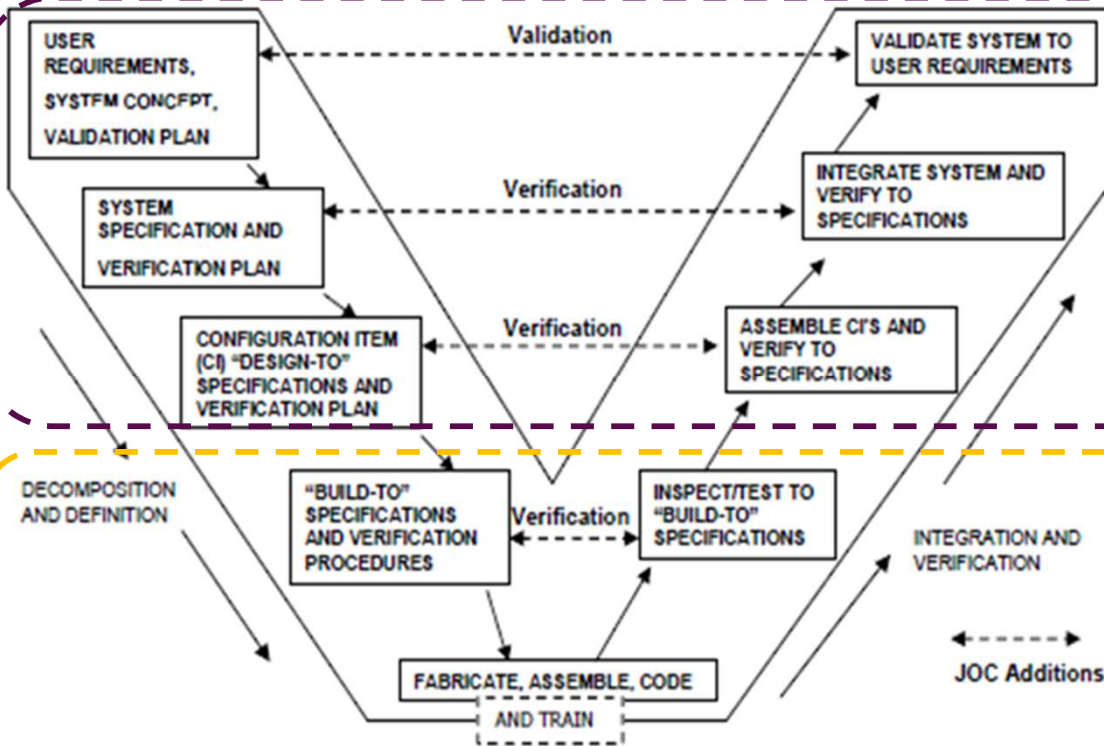 USER
REQUIREMENTS,
SYSTEM CONCEPT,
VALIDATION PLAN
Validation
VALIDATE SYSTEM TO
USER REQUIREMENTS
SYSTEM
SPECIFICATION AND
VERIFICATION PLAN
Verification
INTEGRATE SYSTEM AND
VERIFY TO
SPECIFICATIONS
CONFIGURATION ITEM
(CI) “DESIGN-TO”
SPECIFICATIONS AND
VERIFICATION PLAN
Verification
ASSEMBLE CI'S AND
VERIFY TO
SPECIFICATIONS
DECOMPOSITION
AND DEFINITION
“BUILD-TO”
SPECIFICATIONS
AND VERIFICATION
PROCEDURES
Verification
INSPECT/TEST TO
“BUILD-TO”
SPECIFICATIONS
INTEGRATION AND
VERIFICATION
FABRICATE, ASSEMBLE, CODE
AND TRAIN
JOC Additions